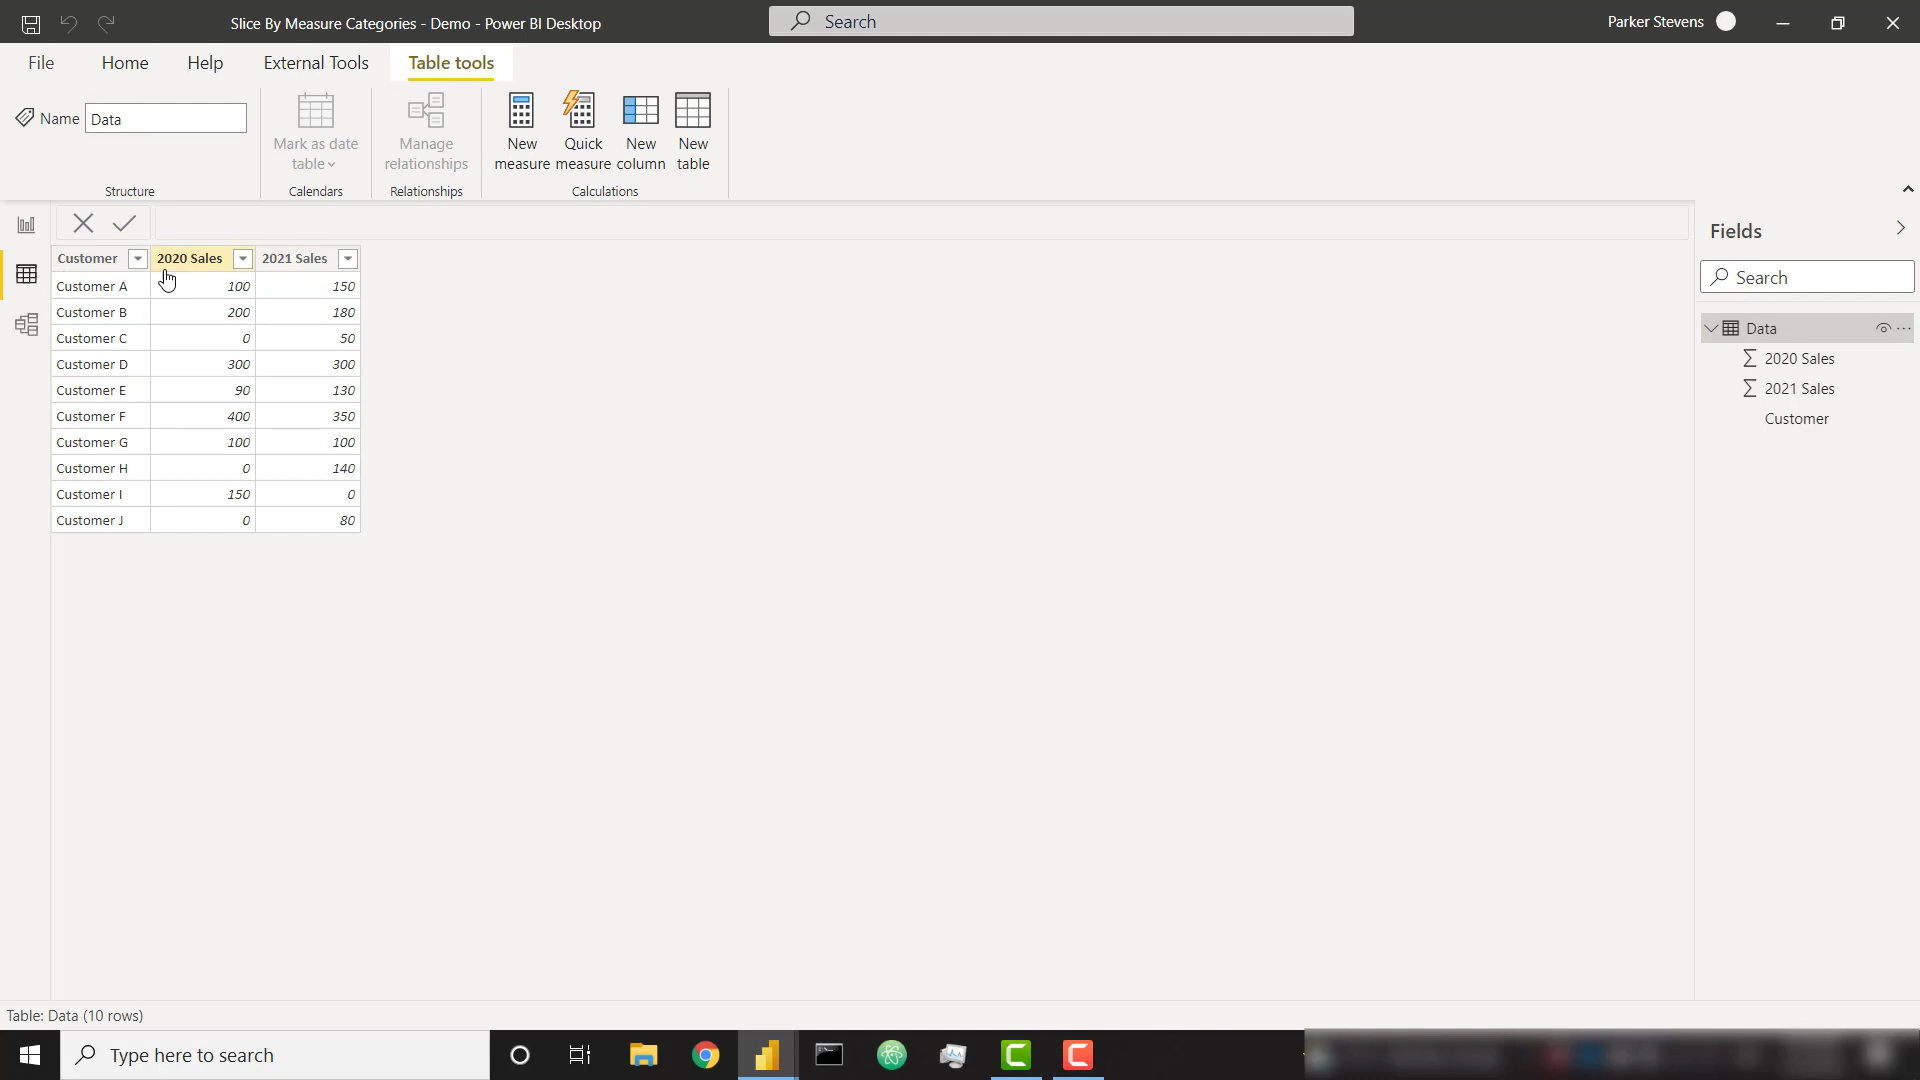 Slice By Measure Categories - Demo - Power BI Desktop
Search
Parker Stevens
File Home Help External Tools Table tools
Name Data
Mark as date table
Manage relationships
New measure
Quick measure
New column
New table
Structure Calendars Relationships Calculations
Fields
Search
Customer 2020 Sales 2021 Sales
Customer A 100 150
Customer B 200 180
Customer C 0 50
Customer D 300 300
Customer E 90 130
Customer F 400 350
Customer G 100 100
Customer H 0 140
Customer I 150 0
Customer J 0 80
Data
2020 Sales
2021 Sales
Customer
Table: Data (10 rows)
Type here to search